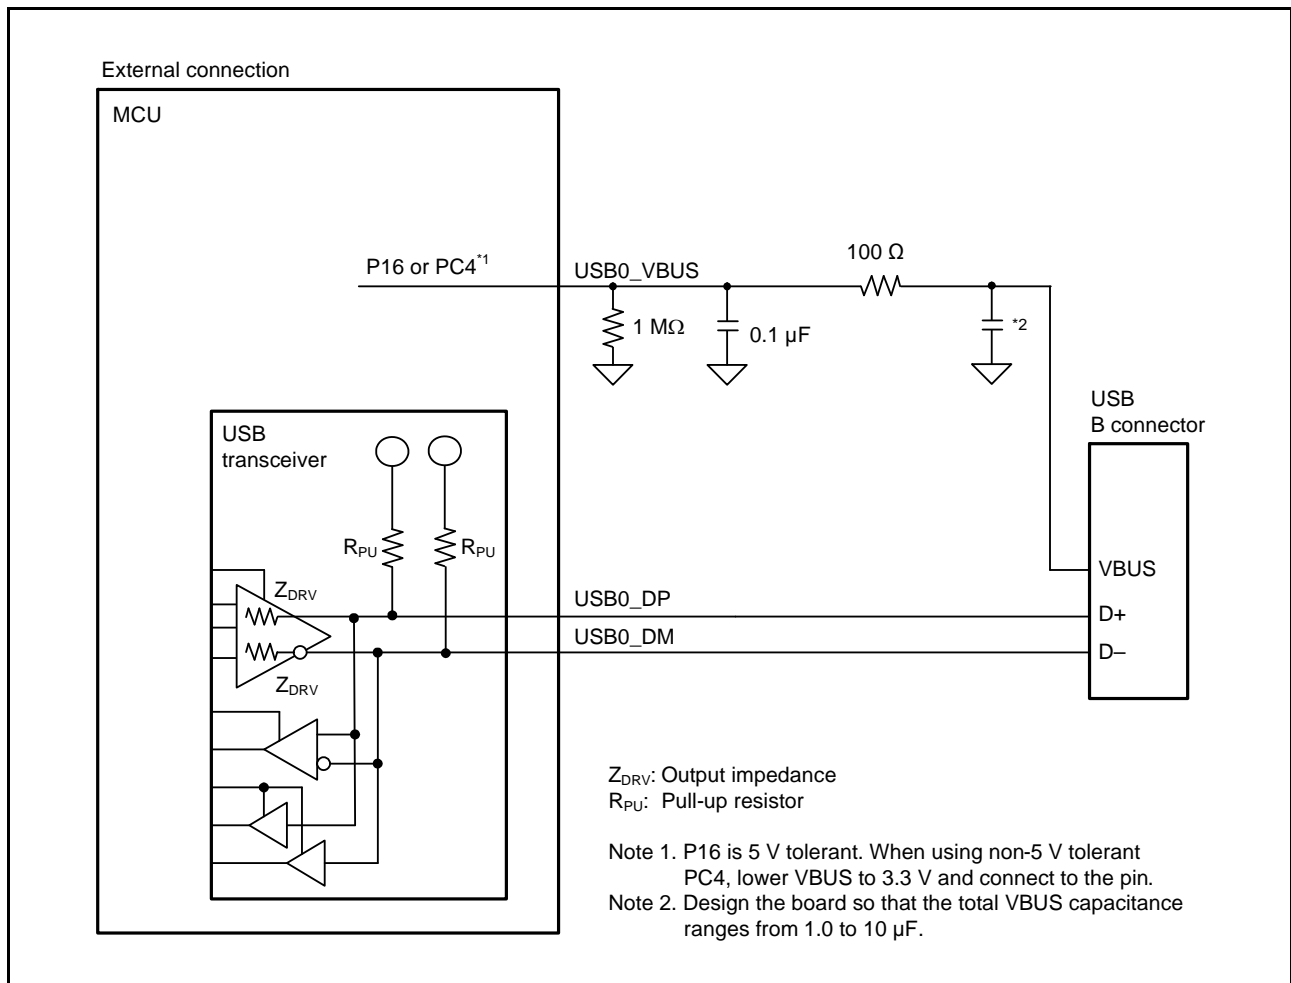 External connection
MCU
P16 or PC4*1
USB0_VBUS
100 Ω
1 MΩ
0.1 µF
*2
USB
B connector
USB
transceiver
RPU
RPU
VBUS
ZDRV
USB0_DP
D+
USB0_DM
D–
ZDRV
ZDRV: Output impedance
RPU: Pull-up resistor
Note 1. P16 is 5 V tolerant. When using non-5 V tolerant
PC4, lower VBUS to 3.3 V and connect to the pin.
Note 2. Design the board so that the total VBUS capacitance
ranges from 1.0 to 10 µF.